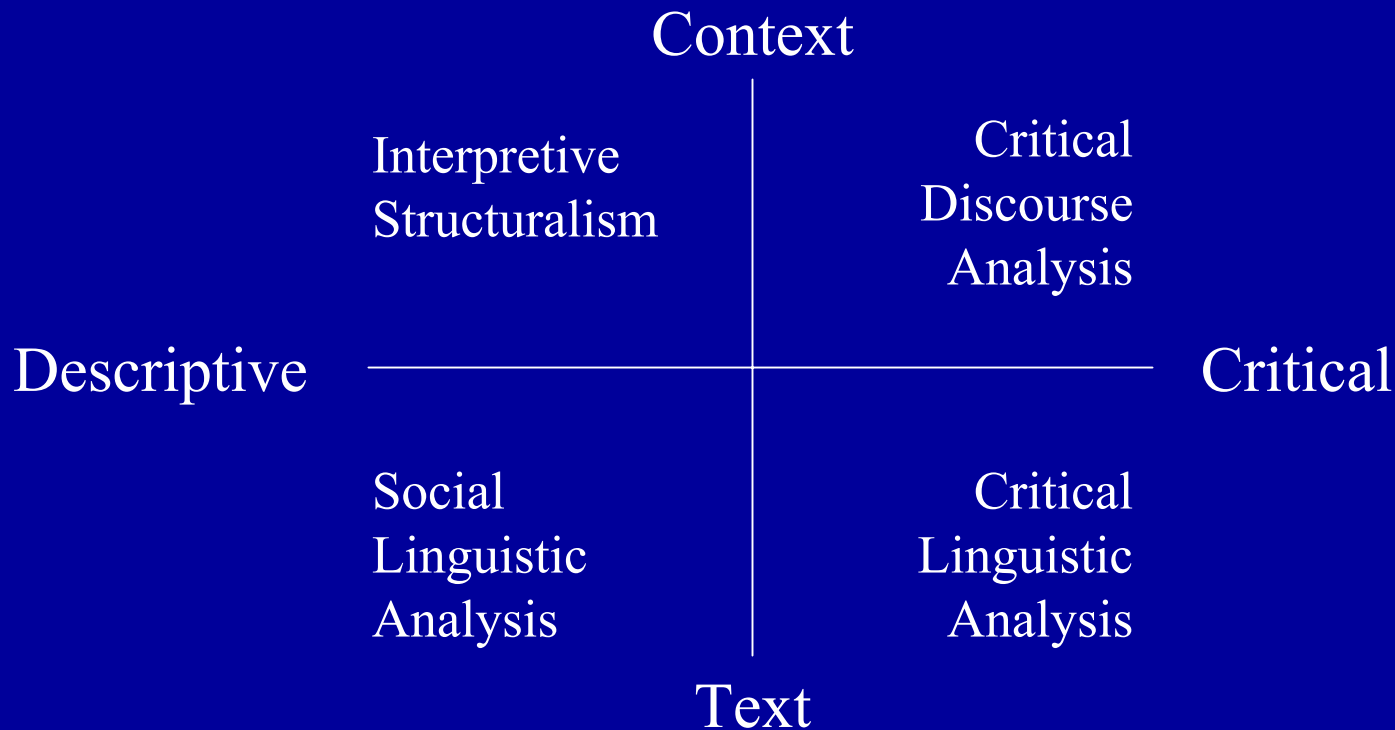 Context
Interpretive
Structuralism
Critical
Discourse
Analysis
Descriptive
Critical
Social
Linguistic
Analysis
Critical
Linguistic
Analysis
Text